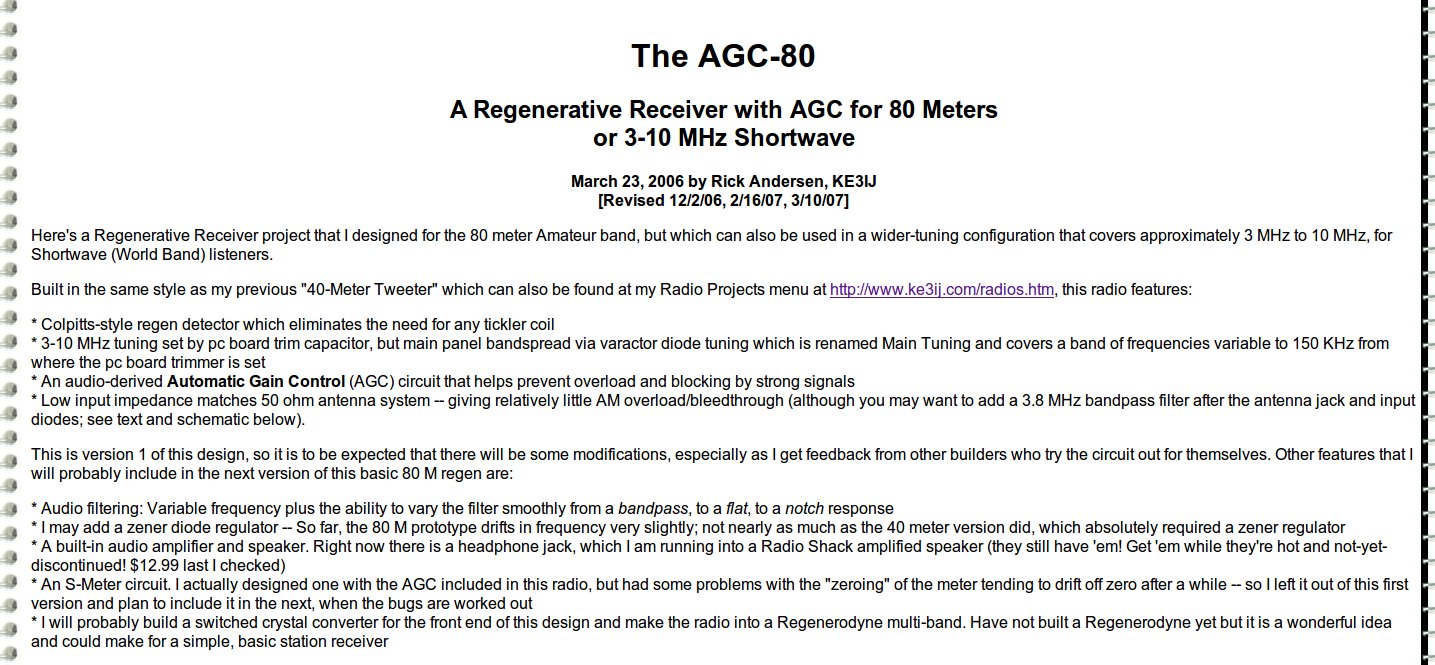 The AGC-80
A Regenerative Receiver with AGC for 80 Meters
or 3-10 MHz Shortwave
March 23, 2006 by Rick Andersen, KE3IJ
[Revised 12/2/06, 2/16/07, 3/10/07]
Here's a Regenerative Receiver project that I designed for the 80 meter Amateur band, but which can also be used in a wider-tuning configuration that covers approximately 3 MHz to 10 MHz, for
Shortwave (World Band) listeners.
Built in the same style as my previous "40-Meter Tweeter" which can also be found at my Radio Projects menu at http://www.ke3ij.com/radios.htm, this radio features:
* Colpitts-style regen detector which eliminates the need for any tickler coil
* 3-10 MHz tuning set by pc board trim capacitor, but main panel bandspread via varactor diode tuning which is renamed Main Tuning and covers a band of frequencies variable to 150 KHz from
where the pc board trimmer is set
* An audio-derived Automatic Gain Control (AGC) circuit that helps prevent overload and blocking by strong signals
* Low input impedance matches 50 ohm antenna system -- giving relatively little AM overload/bleedthrough (although you may want to add a 3.8 MHz bandpass filter after the antenna jack and input
diodes; see text and schematic below).
This is version 1 of this design, so it is to be expected that there will be some modifications, especially as I get feedback from other builders who try the circuit out for themselves. Other features that I
will probably include in the next version of this basic 80 M regen are:
* Audio filtering: Variable frequency plus the ability to vary the filter smoothly from a bandpass, to a flat, to a notch response
* I may add a zener diode regulator -- So far, the 80 M prototype drifts in frequency very slightly; not nearly as much as the 40 meter version did, which absolutely required a zener regulator
* A built-in audio amplifier and speaker. Right now there is a headphone jack, which I am running into a Radio Shack amplified speaker (they still have 'em! Get 'em while they're hot and not-yet-
discontinued! $12.99 last I checked)
* An S-Meter circuit. I actually designed one with the AGC included in this radio, but had some problems with the "zeroing" of the meter tending to drift off zero after a while -- so I left it out of this first
version and plan to include it in the next, when the bugs are worked out
* I will probably build a switched crystal converter for the front end of this design and make the radio into a Regenerodyne multi-band. Have not built a Regenerodyne yet but it is a wonderful idea
and could make for a simple, basic station receiver